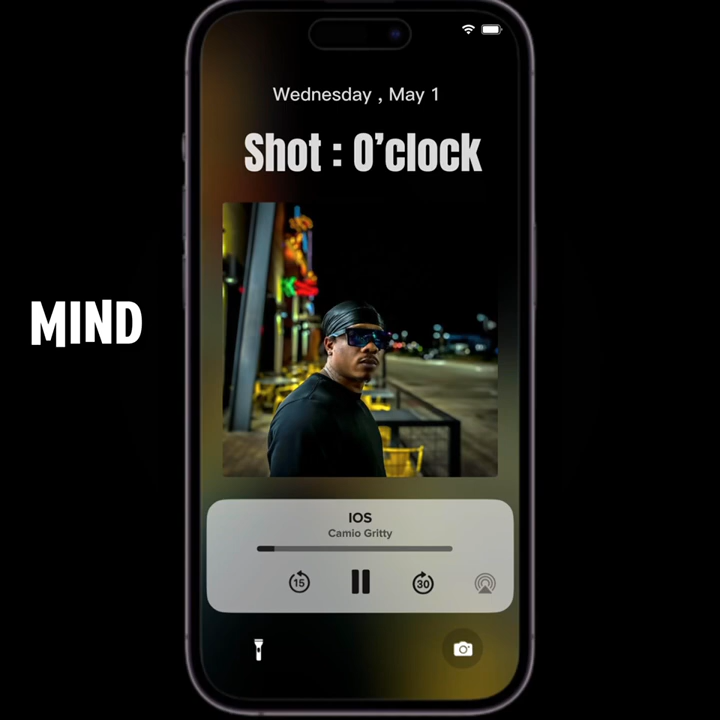 Wednesday , May 1
Shot : O'clock
MIND
IOS
Camio Gritty
15
30